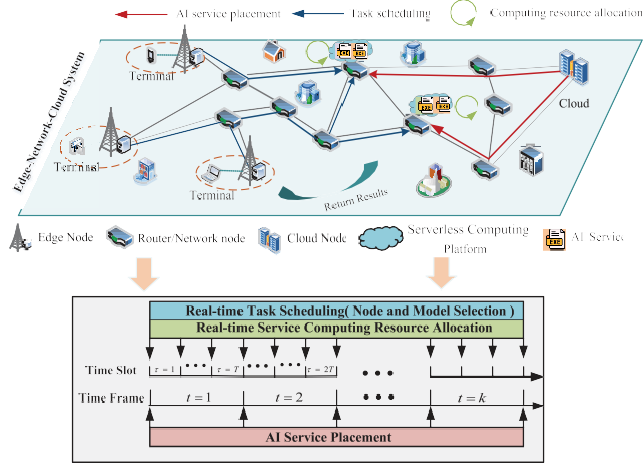 AI service placement
Task scheduling
Computing resource allocation
Edge-Network-Cloud System
Terminal
Terminal
Terminal
Cloud
Return Results
Edge Node
Router/Network node
Cloud Node
Serverless Computing
Platform
AI Service
Real-time Task Scheduling( Node and Model Selection )
Real-time Service Computing Resource Allocation
Time Slot
τ = 1
•••
τ = T
•••
τ = 2T
•••
Time Frame
t = 1
t = 2
•••
t = k
AI Service Placement